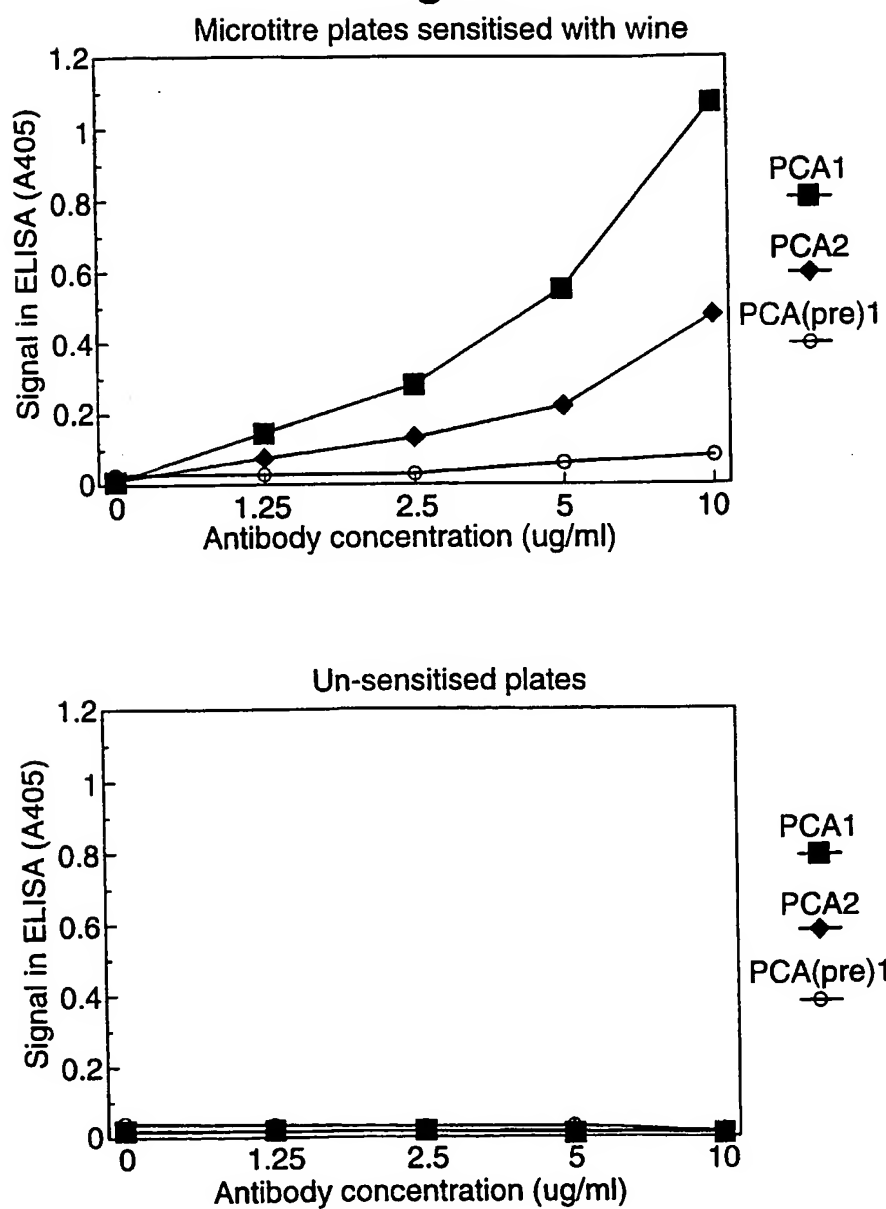 Microtitre plates sensitised with wine
1.2
1
0.8
0.6
0.4
0.2
0
Signal in ELISA (A405)
0 1.25 2.5 5 10
Antibody concentration (ug/ml)
PCA1
PCA2
PCA(pre)1
Un-sensitised plates
1.2
1
0.8
0.6
0.4
0.2
0
Signal in ELISA (A405)
0 1.25 2.5 5 10
Antibody concentration (ug/ml)
PCA1
PCA2
PCA(pre)1